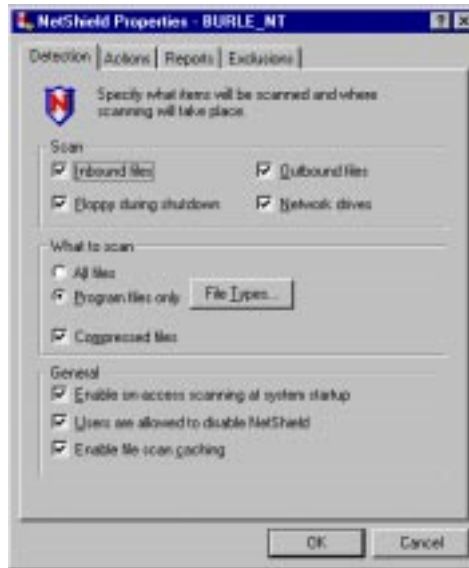 NetShield Properties - BURLE_NT
Detection Actions Reports Exclusions
Specify what items will be scanned and where
scanning will take place.
Scan
Inbound files Outbound files
Floppy during shutdown Network drives
What to scan
All files
Program files only File Types...
Compressed files
General
Enable on-access scanning at system startup
Users are allowed to disable NetShield
Enable file scan caching
OK Cancel